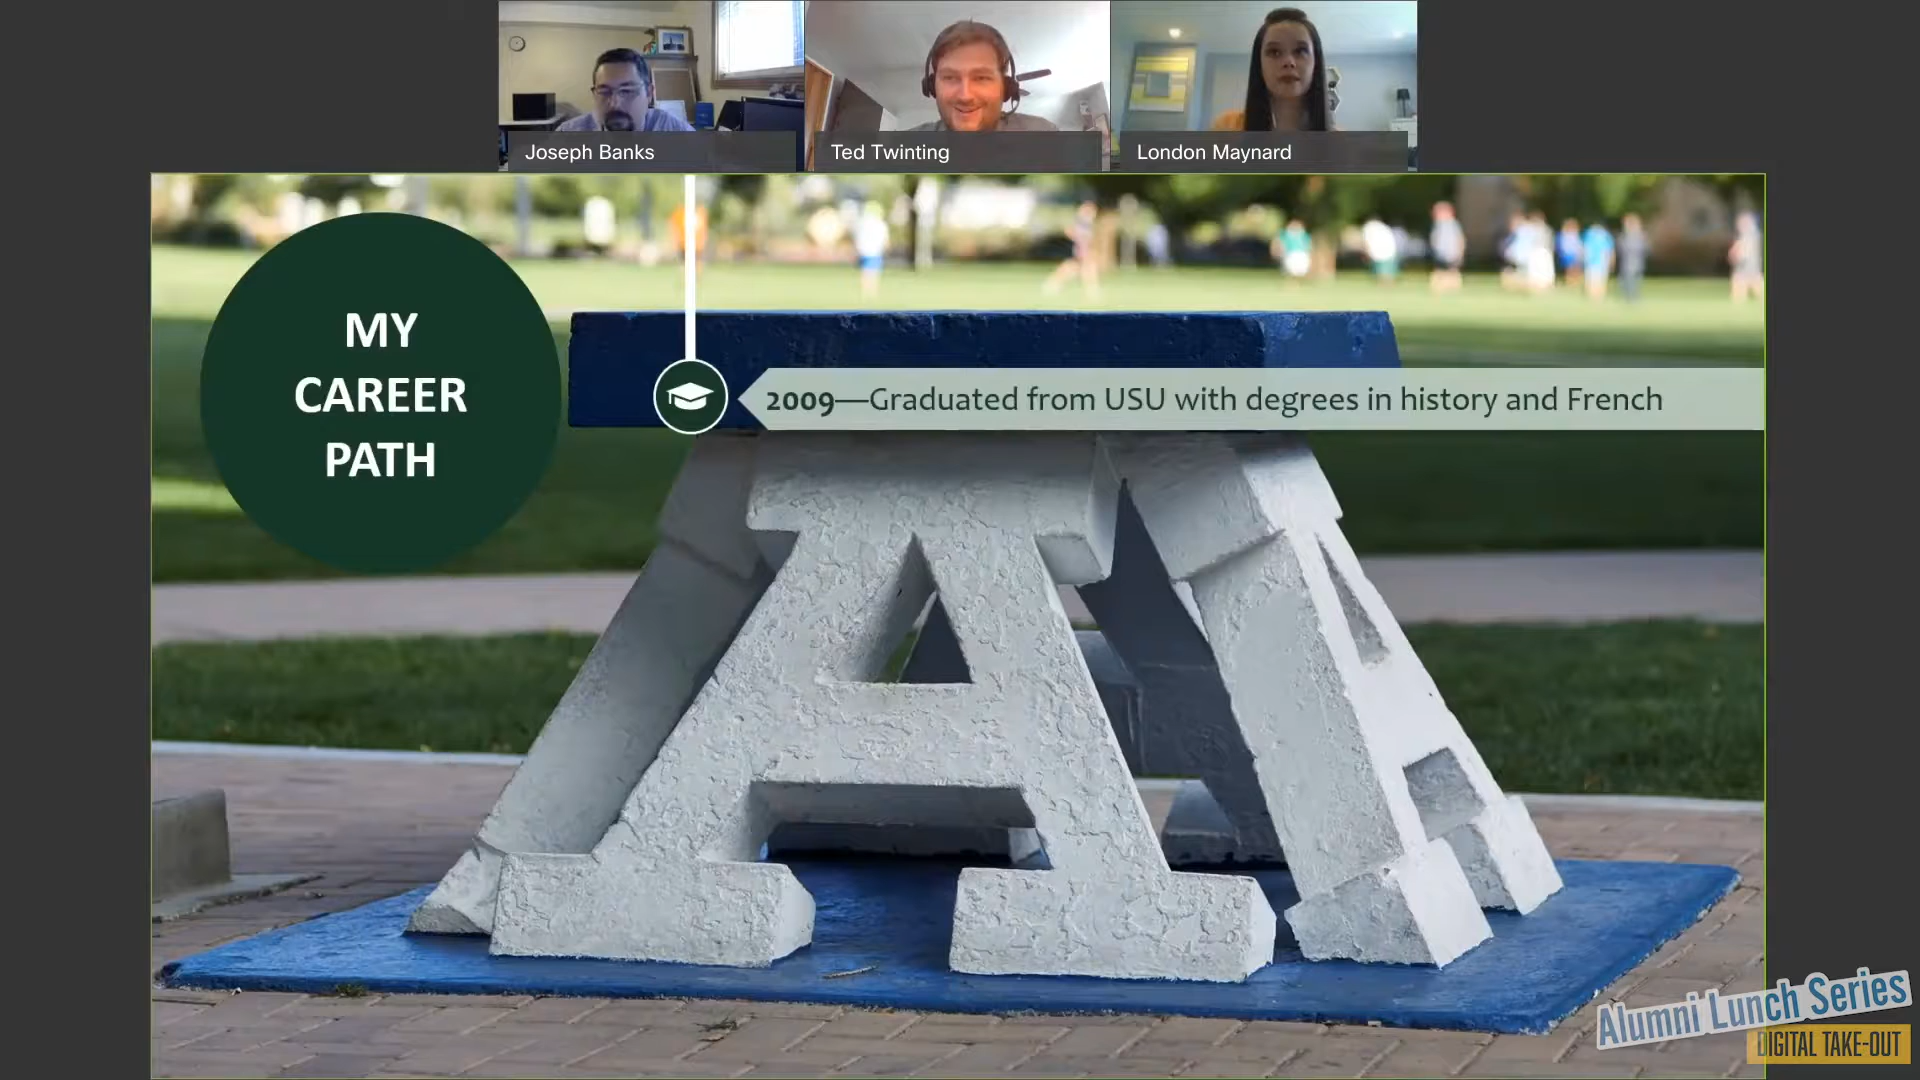 Joseph Banks
Ted Twinting
London Maynard
MY
CAREER
PATH
2009—Graduated from USU with degrees in history and French
Alumni Lunch Series
DIGITAL TAKE-OUT